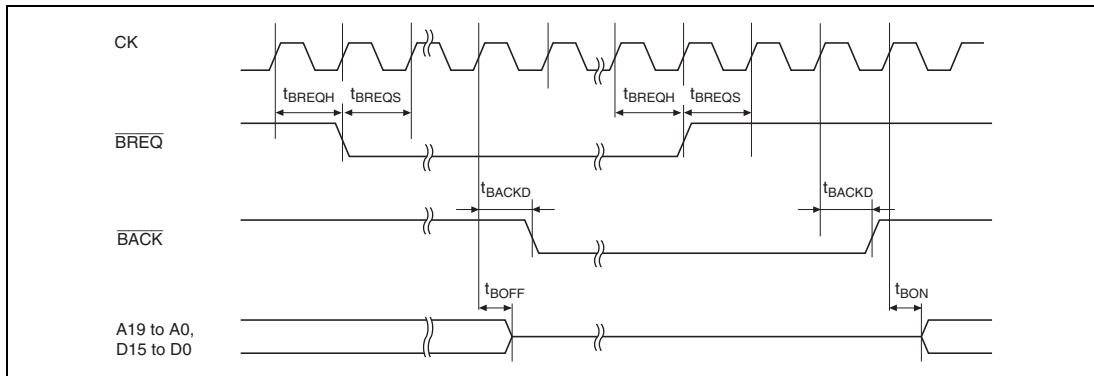 CK
tBREQH tBREQS tBREQH tBREQS
BREQ
tBACKD tBACKD
BACK
tBOFF tBON
A19 to A0,
D15 to D0